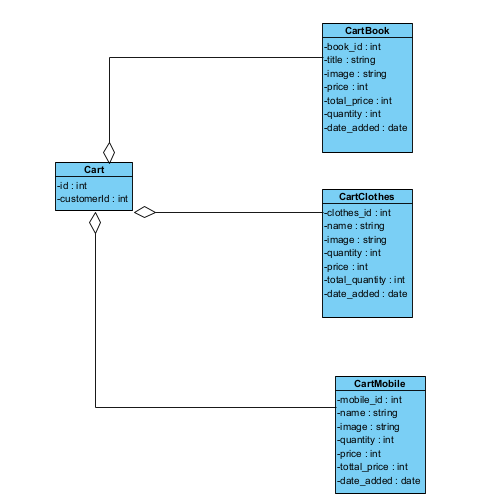 CartBook
-book_id : int
-title : string
-image : string
-price : int
-total_price : int
-quantity : int
-date_added : date
Cart
-id : int
-customerId : int
CartClothes
-clothes_id : int
-name : string
-image : string
-quantity : int
-price : int
-total_quantity : int
-date_added : date
CartMobile
-mobile_id : int
-name : string
-image : string
-quantity : int
-price : int
-tottal_price : int
-date_added : date